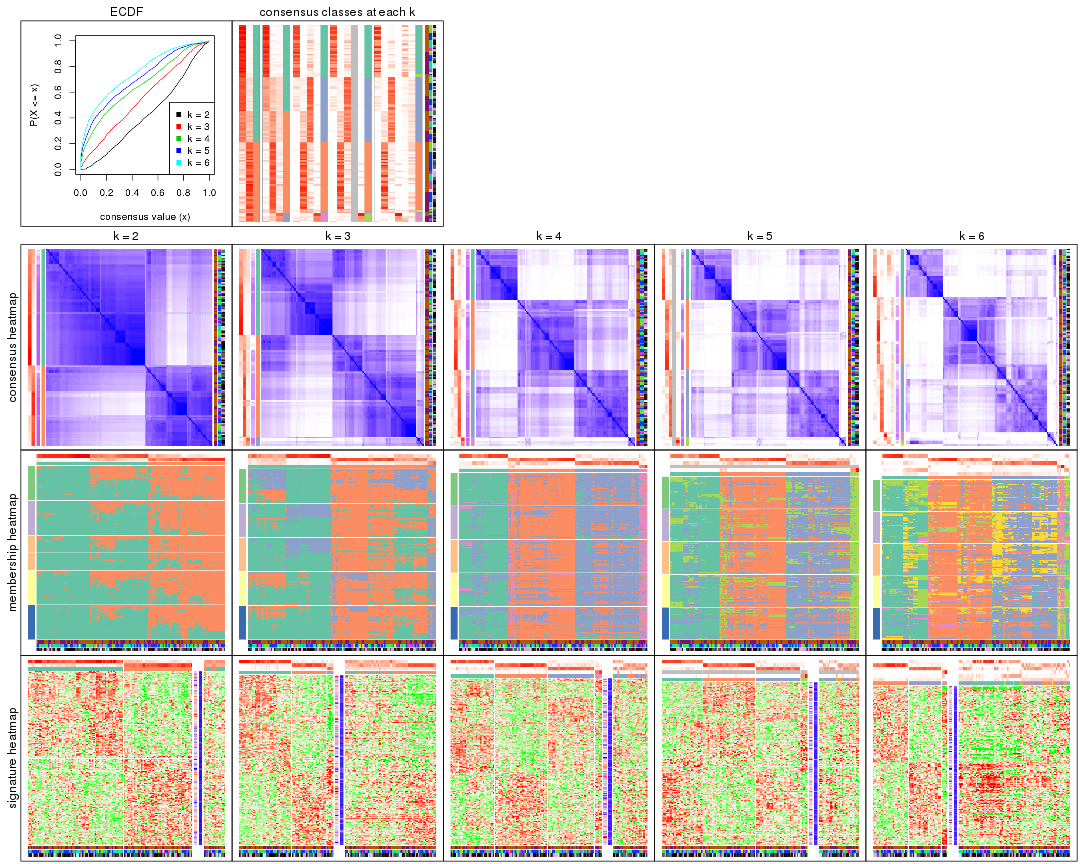 ECDF
consensus classes at each k
P(X <= x)
0.0 0.2 0.4 0.6 0.8 1.0
k = 2
k = 3
k = 4
k = 5
k = 6
0.0 0.2 0.4 0.6 0.8 1.0
consensus value (x)
k = 2 k = 3 k = 4 k = 5 k = 6
consensus heatmap
membership heatmap
signature heatmap